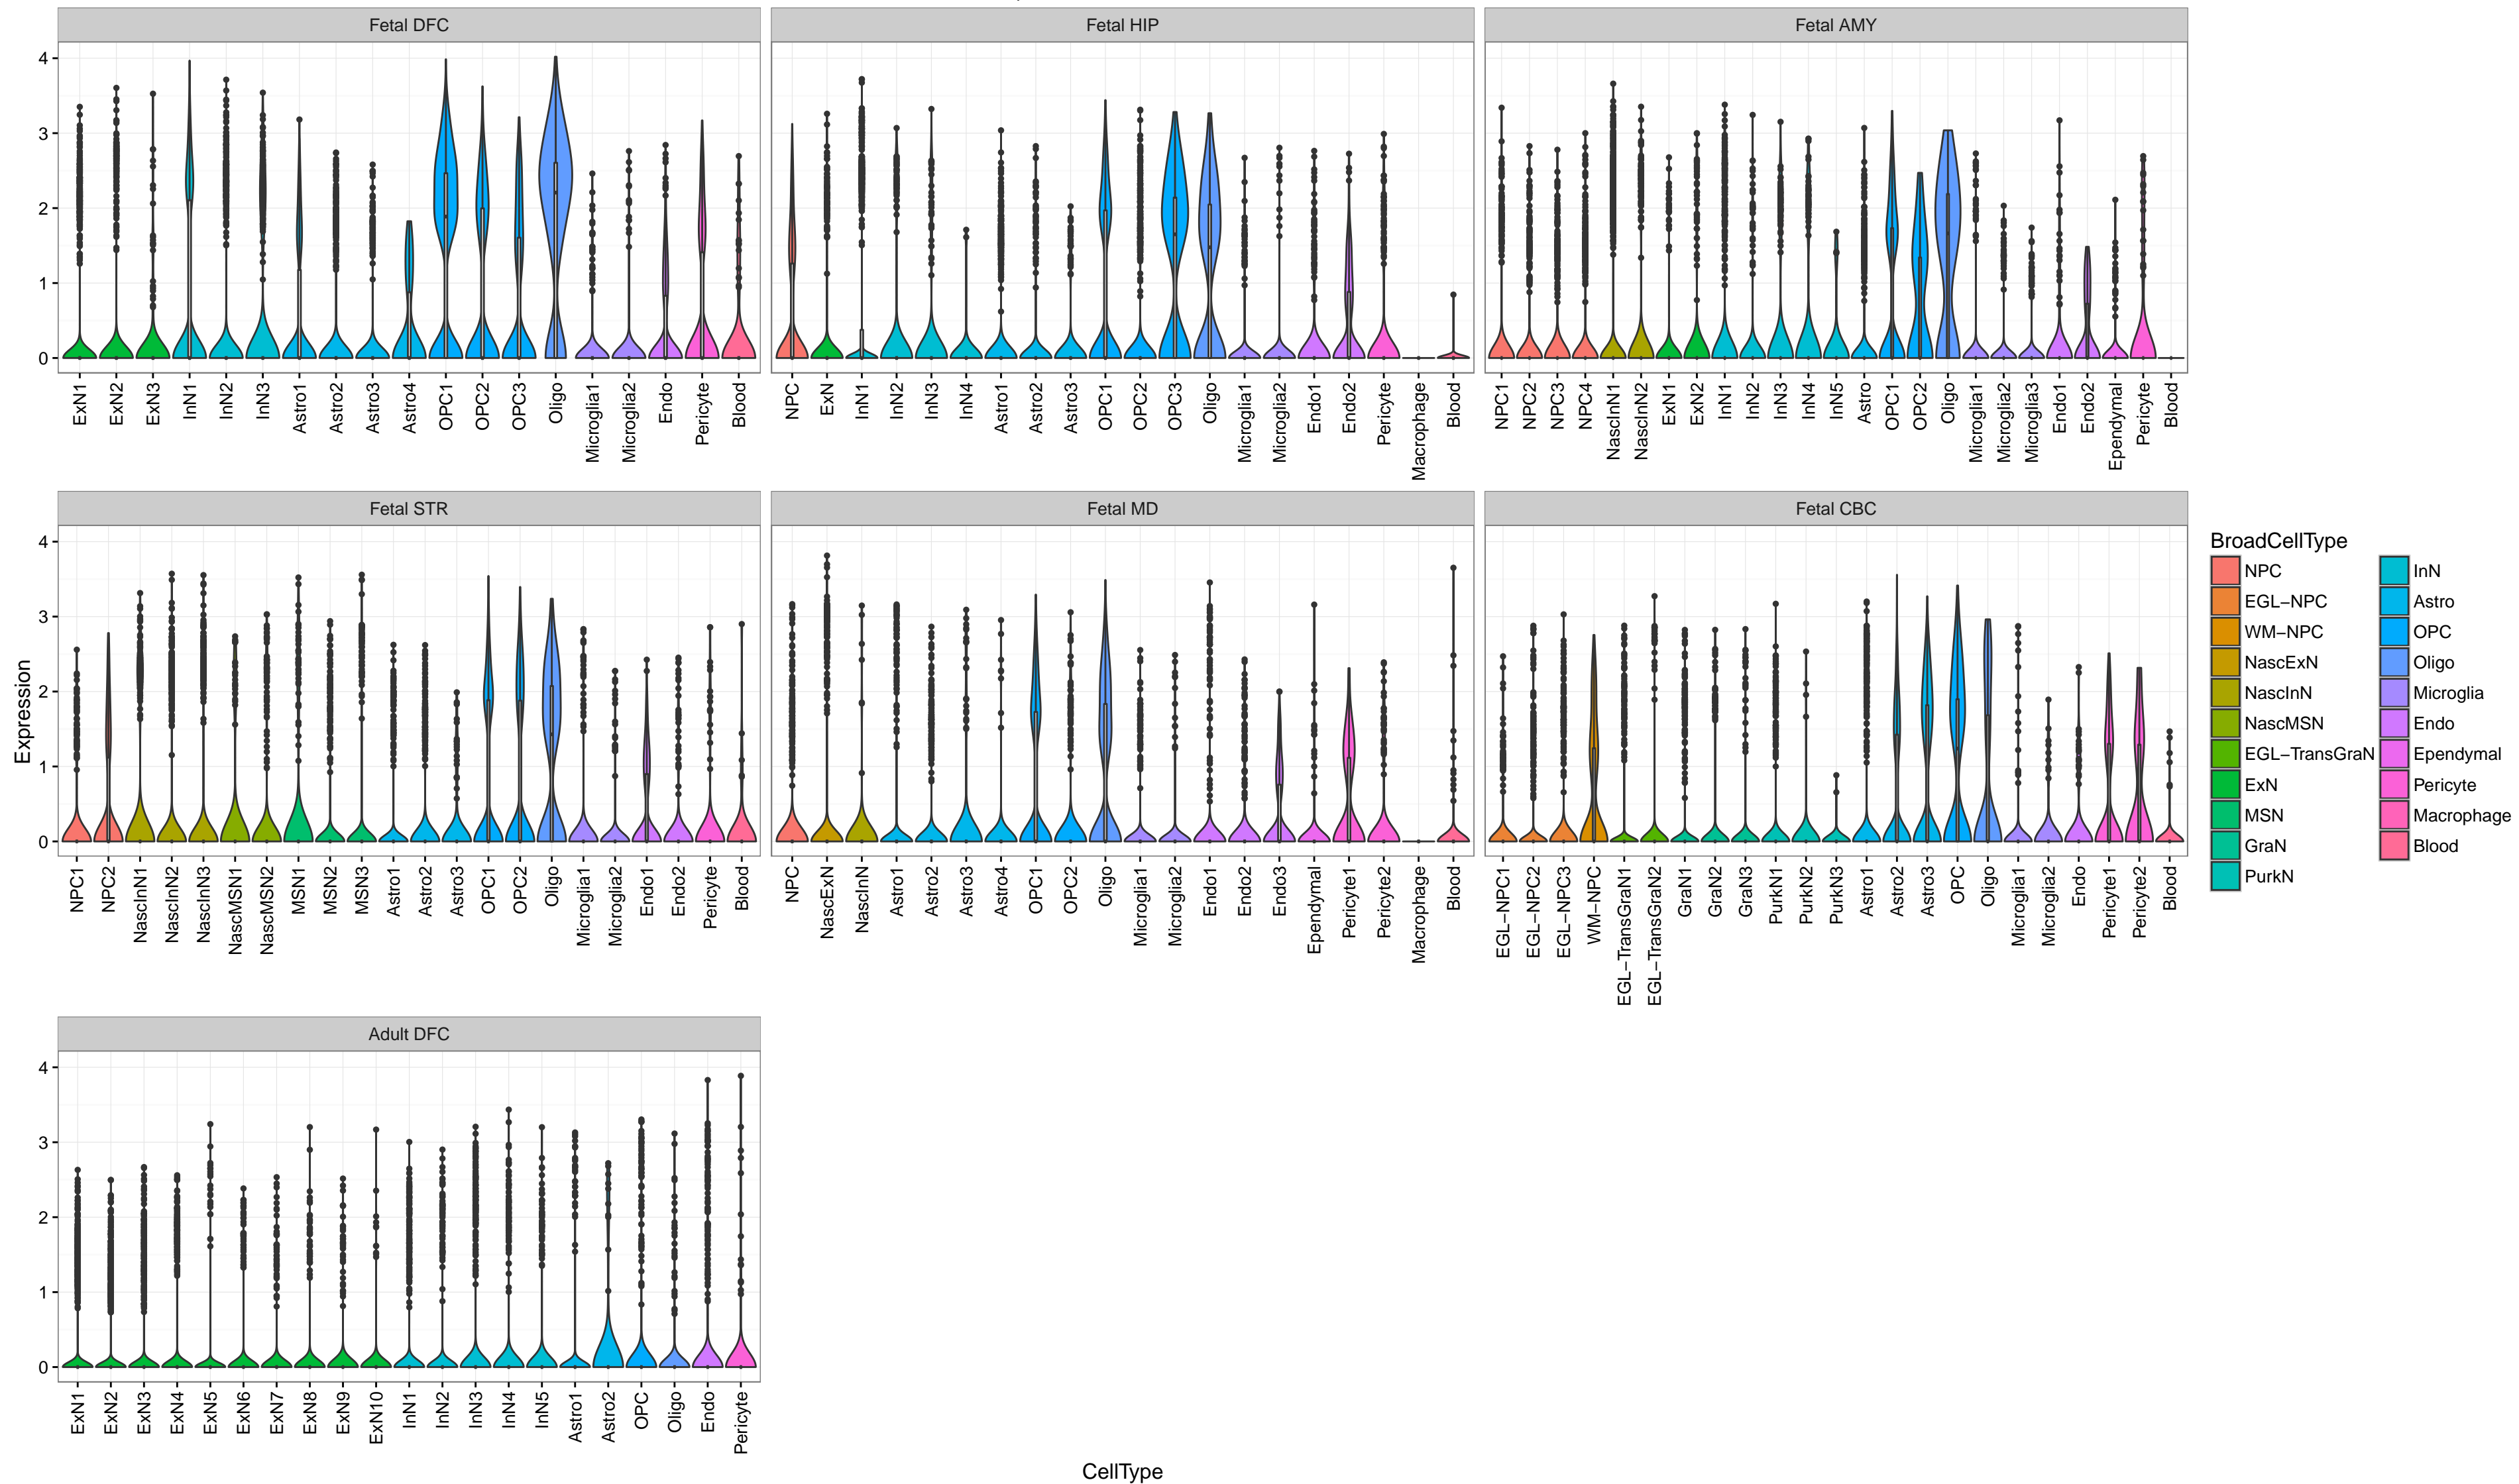 Fetal DFC
Fetal HIP
Fetal AMY
4
3
2
1
0
ExN1 ExN2 ExN3 InN1 InN2 InN3 Astro1 Astro2 Astro3 Astro4 OPC1 OPC2 OPC3 Oligo Microglia1 Microglia2 Endo Pericyte Blood
NPC ExN InN1 InN2 InN3 InN4 Astro1 Astro2 Astro3 OPC1 OPC2 OPC3 Oligo Microglia1 Microglia2 Endo1 Endo2 Pericyte Macrophage Blood
NPC1 NPC2 NPC3 NPC4 NascInN1 NascInN2 ExN1 ExN2 InN1 InN2 InN3 InN4 InN5 Astro OPC1 OPC2 Oligo Microglia1 Microglia2 Microglia3 Endo1 Endo2 Ependymal Pericyte Blood
Fetal STR
Fetal MD
Fetal CBC
4
3
2
1
0
Expression
NPC1 NPC2 NascInN1 NascInN2 NascInN3 NascMSN1 NascMSN2 MSN1 MSN2 MSN3 Astro1 Astro2 Astro3 OPC1 OPC2 Oligo Microglia1 Microglia2 Endo1 Endo2 Pericyte Blood
NPC NascExN NascInN Astro1 Astro2 Astro3 Astro4 OPC1 OPC2 Oligo Microglia1 Microglia2 Endo1 Endo2 Endo3 Ependymal Pericyte1 Pericyte2 Macrophage Blood
EGL−NPC1 EGL−NPC2 EGL−NPC3 WM−NPC EGL−TransGraN1 EGL−TransGraN2 GraN1 GraN2 GraN3 PurkN1 PurkN2 PurkN3 Astro1 Astro2 Astro3 OPC Oligo Microglia1 Microglia2 Endo Pericyte1 Pericyte2 Blood
BroadCellType
NPC
EGL−NPC
WM−NPC
NascExN
NascInN
NascMSN
EGL−TransGraN
ExN
MSN
GraN
PurkN
InN
Astro
OPC
Oligo
Microglia
Endo
Ependymal
Pericyte
Macrophage
Blood
Adult DFC
4
3
2
1
0
ExN1 ExN2 ExN3 ExN4 ExN5 ExN6 ExN7 ExN8 ExN9 ExN10 InN1 InN2 InN3 InN4 InN5 Astro1 Astro2 OPC Oligo Endo Pericyte
CellType